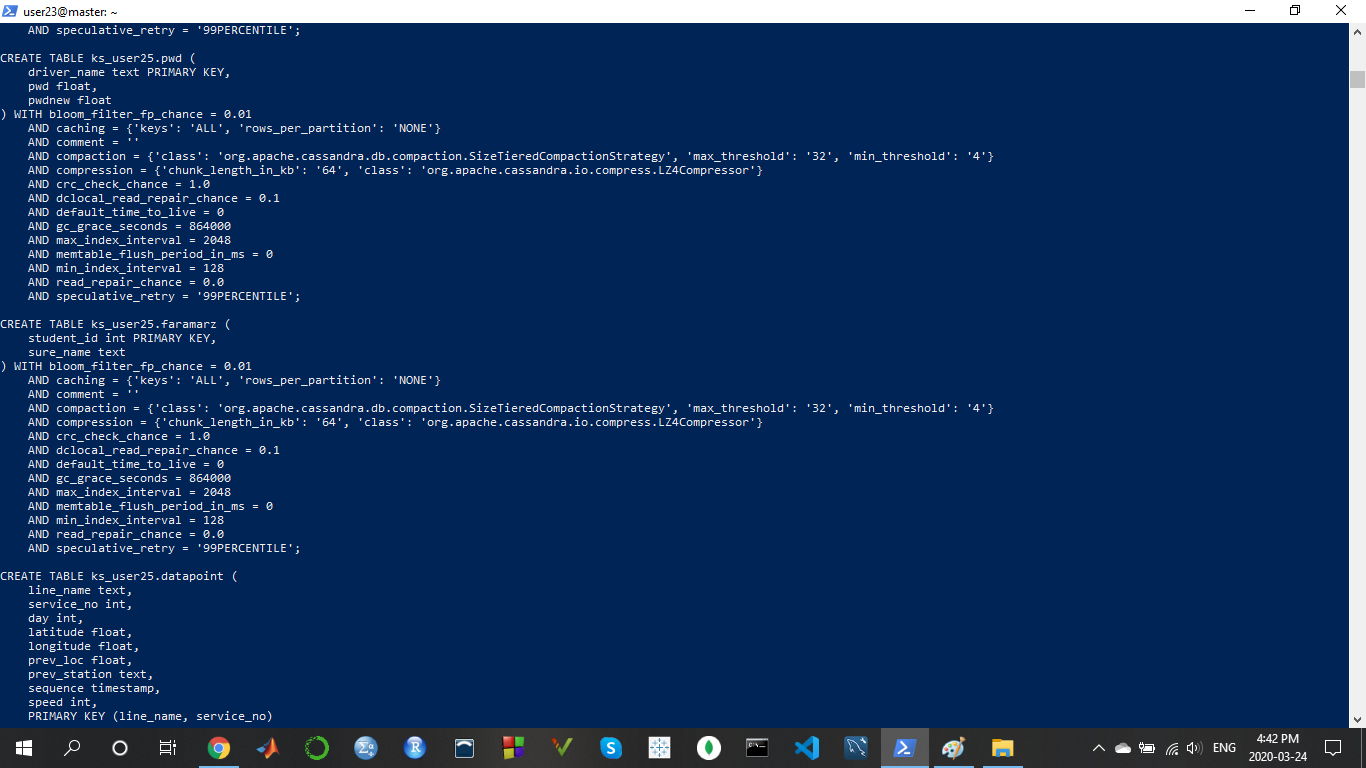 user23@master: ~
    AND speculative_retry = '99PERCENTILE';
CREATE TABLE ks_user25.pwd (
    driver_name text PRIMARY KEY,
    pwd float,
    pwdnew float
) WITH bloom_filter_fp_chance = 0.01
    AND caching = {'keys': 'ALL', 'rows_per_partition': 'NONE'}
    AND comment = ''
    AND compaction = {'class': 'org.apache.cassandra.db.compaction.SizeTieredCompactionStrategy', 'max_threshold': '32', 'min_threshold': '4'}
    AND compression = {'chunk_length_in_kb': '64', 'class': 'org.apache.cassandra.io.compress.LZ4Compressor'}
    AND crc_check_chance = 1.0
    AND dclocal_read_repair_chance = 0.1
    AND default_time_to_live = 0
    AND gc_grace_seconds = 864000
    AND max_index_interval = 2048
    AND memtable_flush_period_in_ms = 0
    AND min_index_interval = 128
    AND read_repair_chance = 0.0
    AND speculative_retry = '99PERCENTILE';
CREATE TABLE ks_user25.faramarz (
    student_id int PRIMARY KEY,
    sure_name text
) WITH bloom_filter_fp_chance = 0.01
    AND caching = {'keys': 'ALL', 'rows_per_partition': 'NONE'}
    AND comment = ''
    AND compaction = {'class': 'org.apache.cassandra.db.compaction.SizeTieredCompactionStrategy', 'max_threshold': '32', 'min_threshold': '4'}
    AND compression = {'chunk_length_in_kb': '64', 'class': 'org.apache.cassandra.io.compress.LZ4Compressor'}
    AND crc_check_chance = 1.0
    AND dclocal_read_repair_chance = 0.1
    AND default_time_to_live = 0
    AND gc_grace_seconds = 864000
    AND max_index_interval = 2048
    AND memtable_flush_period_in_ms = 0
    AND min_index_interval = 128
    AND read_repair_chance = 0.0
    AND speculative_retry = '99PERCENTILE';
CREATE TABLE ks_user25.datapoint (
    line_name text,
    service_no int,
    day int,
    latitude float,
    longitude float,
    prev_loc float,
    prev_station text,
    sequence timestamp,
    speed int,
    PRIMARY KEY (line_name, service_no)
ENG
4:42 PM
2020-03-24